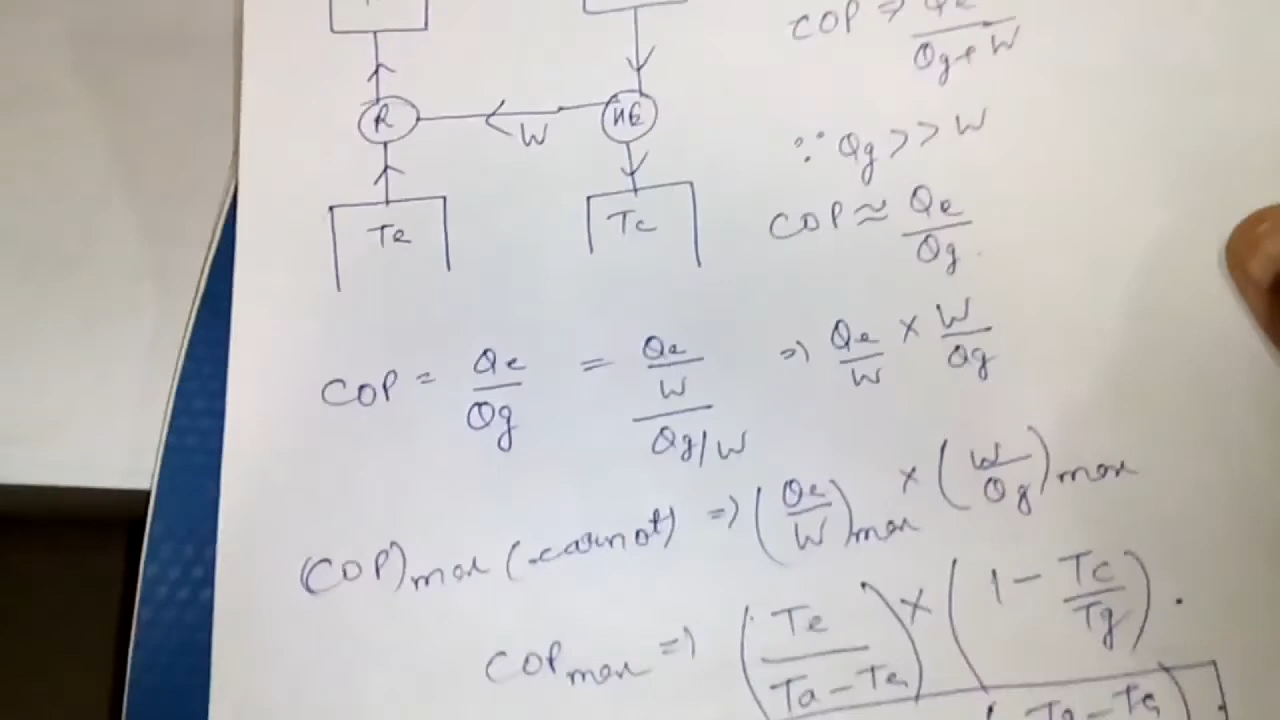 COP ⇒ Qe/(Qg+W)
R
W
HE
∵ Qg >> W
Te
Tc
COP ≈ Qe/Qg
COP = Qe/Qg = (Qe/W)/(Qg/W) ⇒ Qe/W × W/Qg
(COP)max (carnot) ⇒ (Qe/W)max × (W/Qg)max
COPmax ⇒ (Te/(Ta-Te)) × (1 - Tc/Tg)